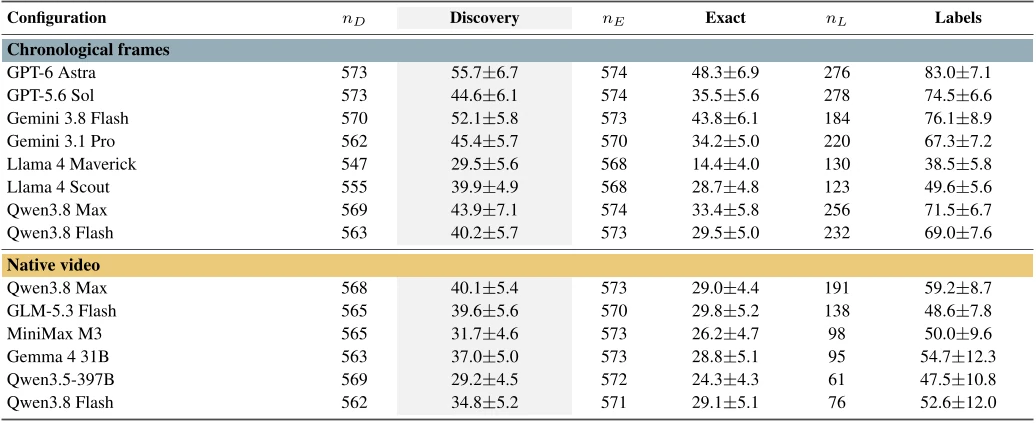 Configuration n_D Discovery n_E Exact n_L Labels
Chronological frames
GPT-6 Astra 573 55.7±6.7 574 48.3±6.9 276 83.0±7.1
GPT-5.6 Sol 573 44.6±6.1 574 35.5±5.6 278 74.5±6.6
Gemini 3.8 Flash 570 52.1±5.8 573 43.8±6.1 184 76.1±8.9
Gemini 3.1 Pro 562 45.4±5.7 570 34.2±5.0 220 67.3±7.2
Llama 4 Maverick 547 29.5±5.6 568 14.4±4.0 130 38.5±5.8
Llama 4 Scout 555 39.9±4.9 568 28.7±4.8 123 49.6±5.6
Qwen3.8 Max 569 43.9±7.1 574 33.4±5.8 256 71.5±6.7
Qwen3.8 Flash 563 40.2±5.7 573 29.5±5.0 232 69.0±7.6
Native video
Qwen3.8 Max 568 40.1±5.4 573 29.0±4.4 191 59.2±8.7
GLM-5.3 Flash 565 39.6±5.6 570 29.8±5.2 138 48.6±7.8
MiniMax M3 565 31.7±4.6 573 26.2±4.7 98 50.0±9.6
Gemma 4 31B 563 37.0±5.0 573 28.8±5.1 95 54.7±12.3
Qwen3.5-397B 569 29.2±4.5 572 24.3±4.3 61 47.5±10.8
Qwen3.8 Flash 562 34.8±5.2 571 29.1±5.1 76 52.6±12.0